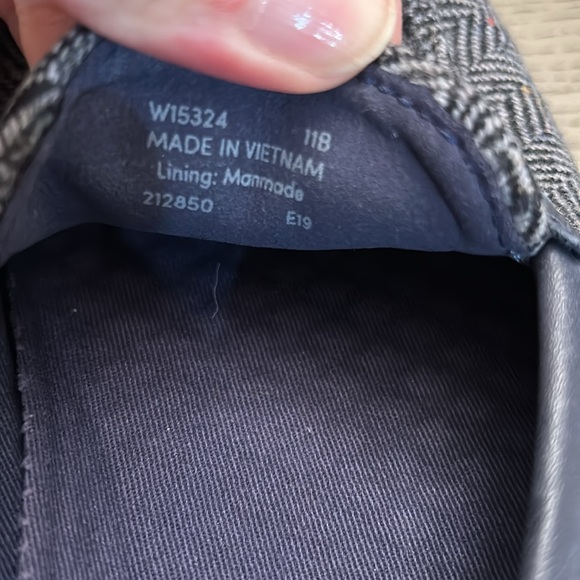 W15324 11B
MADE IN VIETNAM
Lining: Manmade
212850 E19